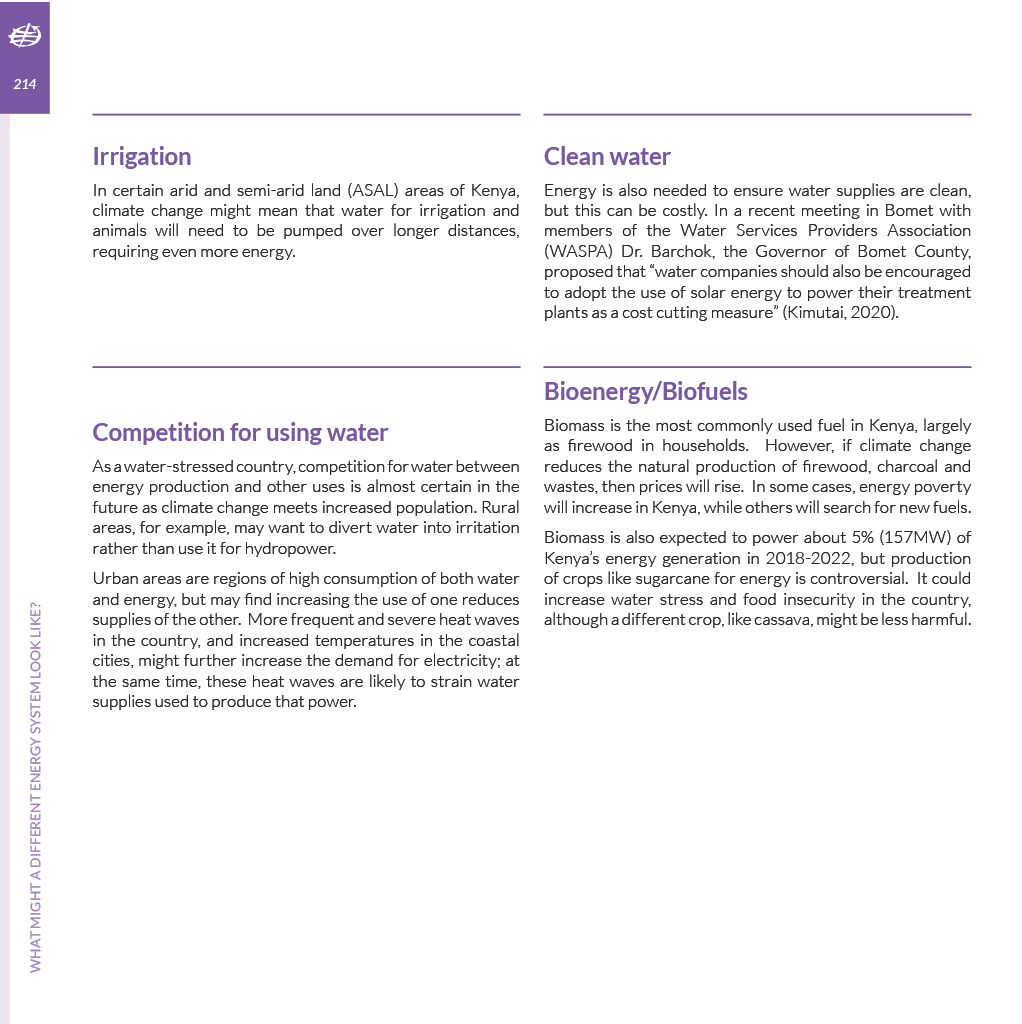 214
Irrigation
In certain arid and semi-arid land (ASAL) areas of Kenya,
climate change might mean that water for irrigation and
animals will need to be pumped over longer distances,
requiring even more energy.
Clean water
Energy is also needed to ensure water supplies are clean,
but this can be costly. In a recent meeting in Bomet with
members of the Water Services Providers Association
(WASPA) Dr. Barchok, the Governor of Bomet County,
proposed that “water companies should also be encouraged
to adopt the use of solar energy to power their treatment
plants as a cost cutting measure” (Kimutai, 2020).
Competition for using water
As a water-stressed country, competition for water between
energy production and other uses is almost certain in the
future as climate change meets increased population. Rural
areas, for example, may want to divert water into irritation
rather than use it for hydropower.
Urban areas are regions of high consumption of both water
and energy, but may find increasing the use of one reduces
supplies of the other. More frequent and severe heat waves
in the country, and increased temperatures in the coastal
cities, might further increase the demand for electricity; at
the same time, these heat waves are likely to strain water
supplies used to produce that power.
Bioenergy/Biofuels
Biomass is the most commonly used fuel in Kenya, largely
as firewood in households. However, if climate change
reduces the natural production of firewood, charcoal and
wastes, then prices will rise. In some cases, energy poverty
will increase in Kenya, while others will search for new fuels.
Biomass is also expected to power about 5% (157MW) of
Kenya’s energy generation in 2018-2022, but production
of crops like sugarcane for energy is controversial. It could
increase water stress and food insecurity in the country,
although a different crop, like cassava, might be less harmful.
WHAT MIGHT A DIFFERENT ENERGY SYSTEM LOOK LIKE?